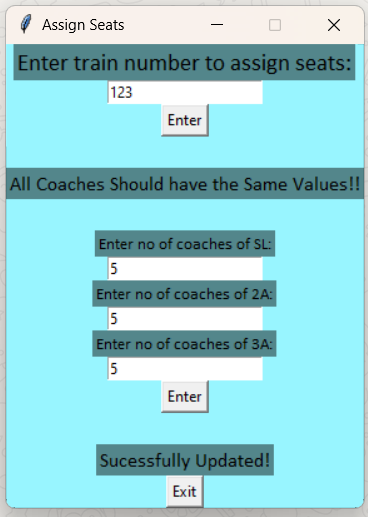 Assign Seats
Enter train number to assign seats:
123
Enter
All Coaches Should have the Same Values!!
Enter no of coaches of SL:
5
Enter no of coaches of 2A:
5
Enter no of coaches of 3A:
5
Enter
Sucessfully Updated!
Exit